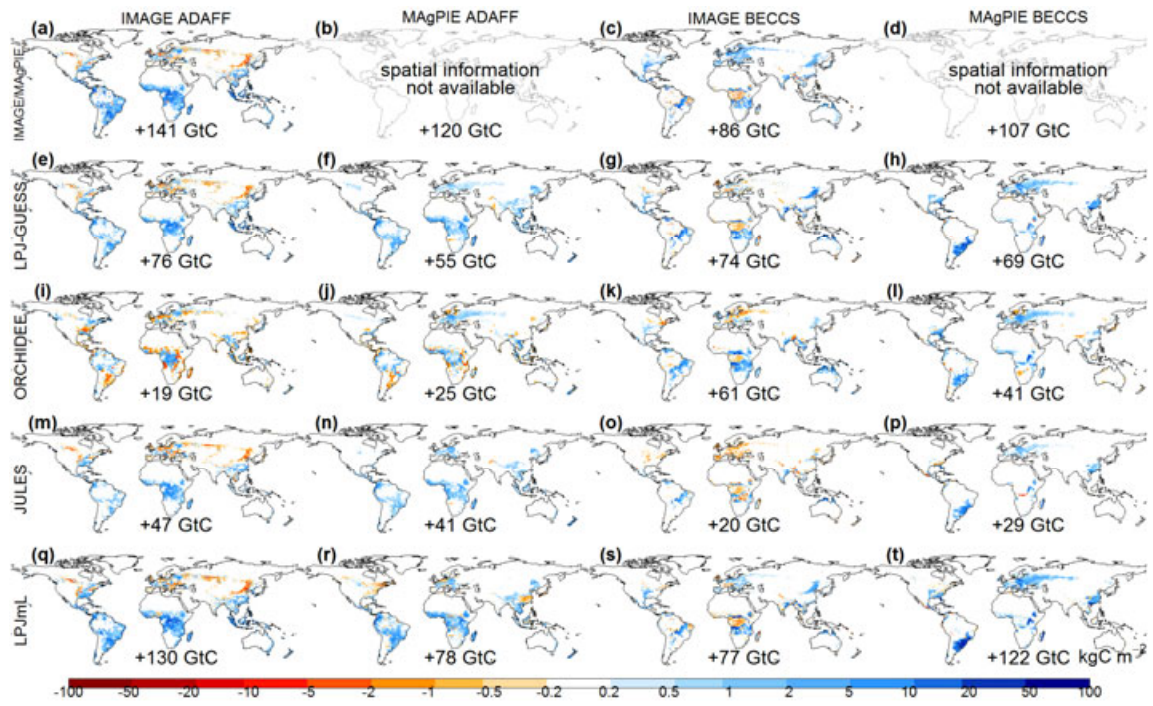 IMAGE ADAFF MAgPIE ADAFF IMAGE BECCS MAgPIE BECCS
(a) (b) (c) (d)
IMAGE/MAgPIE
spatial information
not available
spatial information
not available
+141 GtC +120 GtC +86 GtC +107 GtC
(e) (f) (g) (h)
LPJ-GUESS
+76 GtC +55 GtC +74 GtC +69 GtC
(i) (j) (k) (l)
ORCHIDEE
+19 GtC +25 GtC +61 GtC +41 GtC
(m) (n) (o) (p)
JULES
+47 GtC +41 GtC +20 GtC +29 GtC
(q) (r) (s) (t)
LPJmL
+130 GtC +78 GtC +77 GtC +122 GtC kgC m⁻²
-100 -50 -20 -10 -5 -2 -1 -0.5 -0.2 0.2 0.5 1 2 5 10 20 50 100